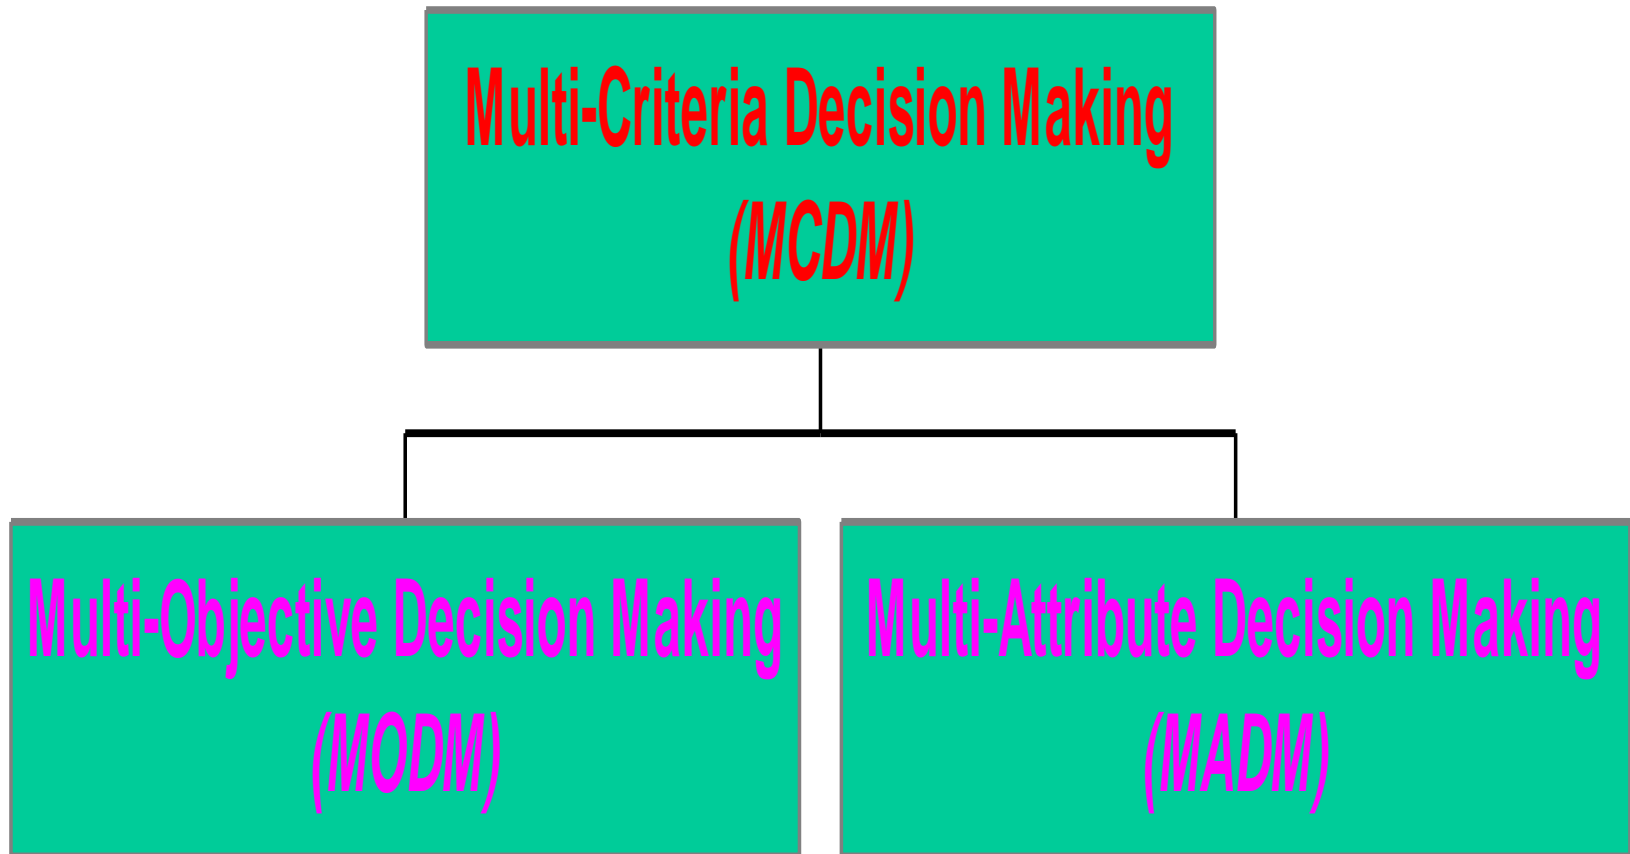 Multi-Criteria Decision Making
(MCDM)
Multi-Objective Decision Making
(MODM)
Multi-Attribute Decision Making
(MADM)